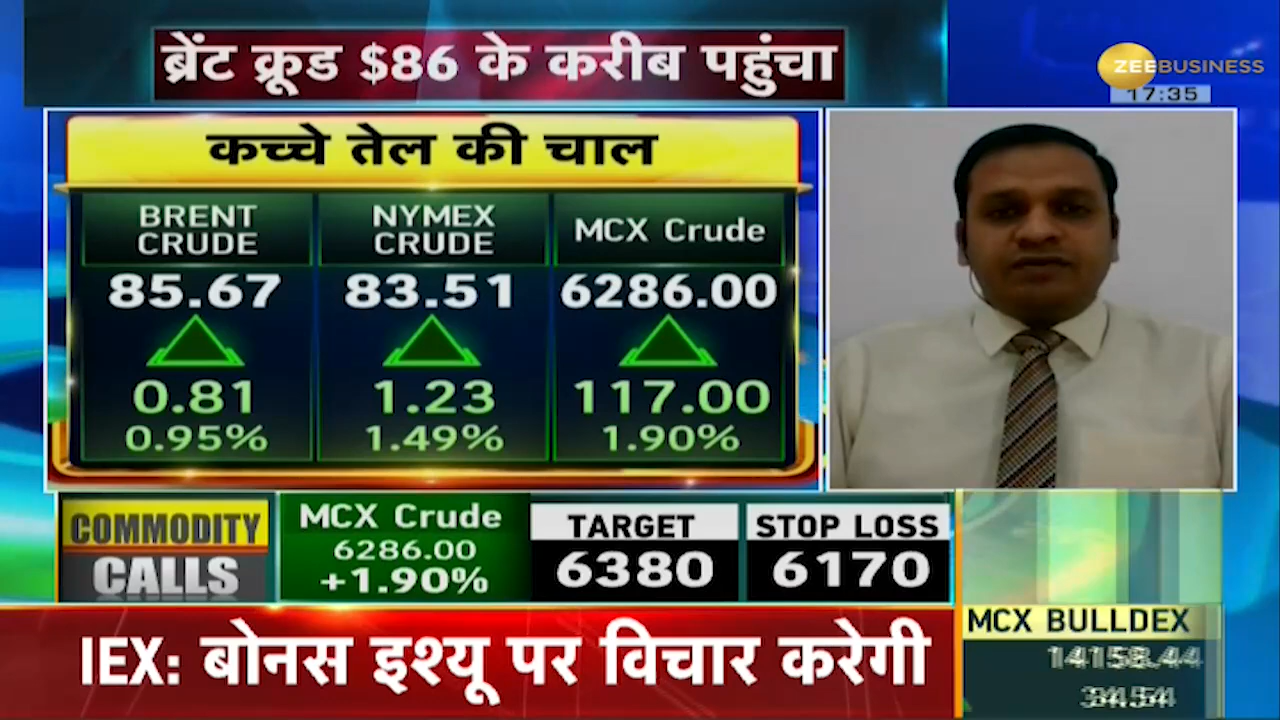 ब्रेंट क्रूड $86 के करीब पहुंचा
ZEEBUSINESS
17:35
कच्चे तेल की चाल
BRENT CRUDE
85.67
0.81
0.95%
NYMEX CRUDE
83.51
1.23
1.49%
MCX Crude
6286.00
117.00
1.90%
COMMODITY
CALLS
MCX Crude
6286.00
+1.90%
TARGET
6380
STOP LOSS
6170
IEX: बोनस इश्यू पर विचार करेगी
MCX BULLDEX